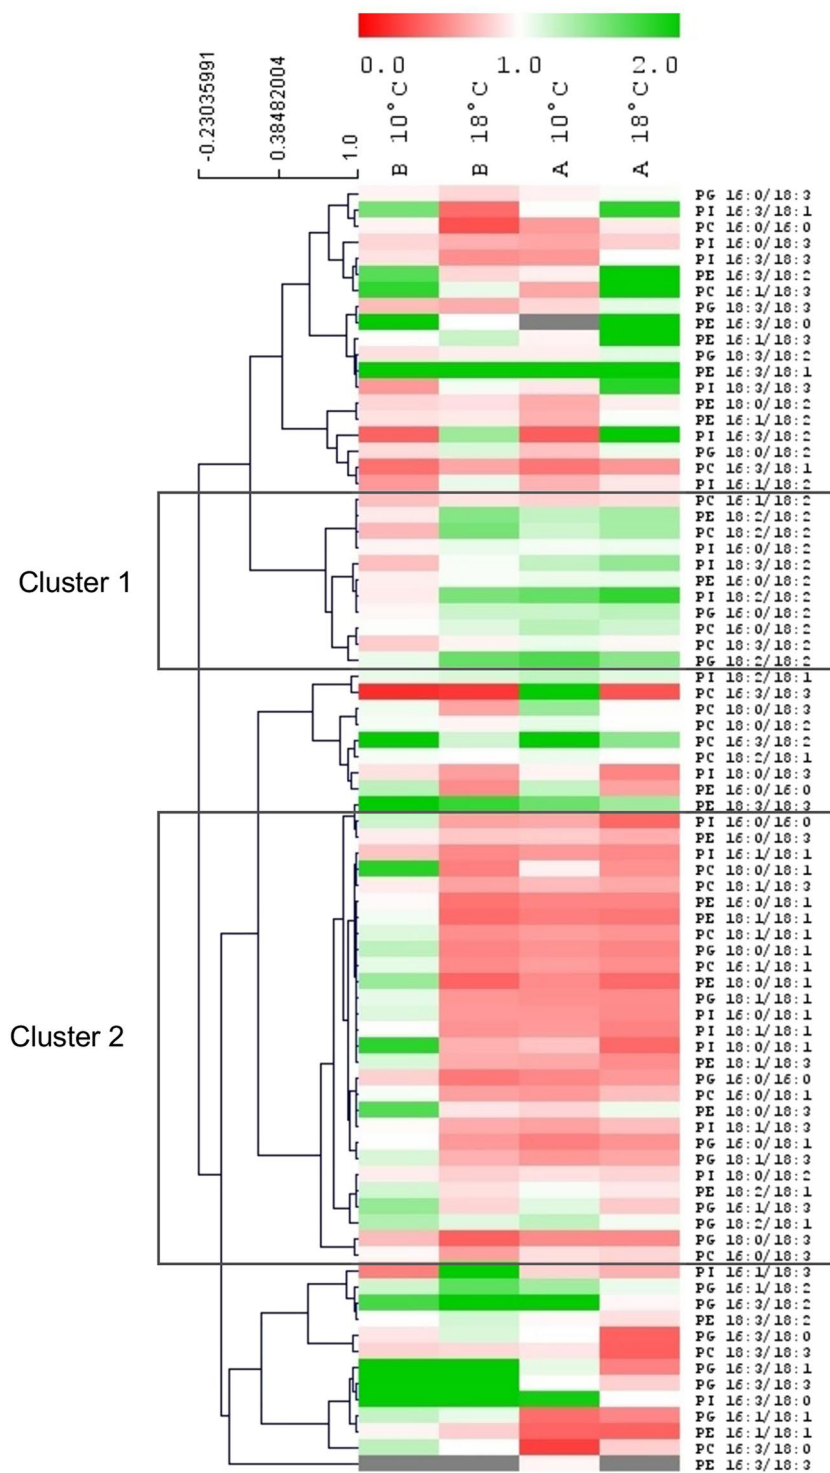 0.0 1.0 2.0
-0.23035991
0.38482004
1.0
B 10°C
B 18°C
A 10°C
A 18°C
PG 16:0/18:3
PI 16:3/18:1
PC 16:0/16:0
PI 16:0/18:3
PI 16:3/18:3
PE 16:3/18:2
PC 16:1/18:3
PG 18:3/18:3
PE 16:3/18:0
PE 16:1/18:3
PG 18:3/18:2
PE 16:3/18:1
PI 18:3/18:3
PE 18:0/18:2
PE 16:1/18:2
PI 16:3/18:2
PG 18:0/18:2
PC 16:3/18:1
PI 16:1/18:2
PC 16:1/18:2
PE 18:2/18:2
PC 18:2/18:2
PI 16:0/18:2
PI 18:3/18:2
Cluster 1
PE 16:0/18:2
PI 18:2/18:2
PG 16:0/18:2
PC 16:0/18:2
PC 18:3/18:2
PG 18:2/18:2
PI 18:2/18:1
PC 16:3/18:3
PC 18:0/18:3
PC 18:0/18:2
PC 16:3/18:2
PC 18:2/18:1
PI 18:0/18:3
PE 16:0/16:0
PE 18:3/18:3
PI 16:0/16:0
PE 16:0/18:3
PI 16:1/18:1
PC 18:0/18:1
PC 18:1/18:3
PE 16:0/18:1
PE 18:1/18:1
PC 18:1/18:1
PG 18:0/18:1
PC 16:1/18:1
PE 18:0/18:1
PG 18:1/18:1
PI 16:0/18:1
PI 18:1/18:1
Cluster 2
PI 18:0/18:1
PE 18:1/18:3
PG 16:0/16:0
PC 16:0/18:1
PE 18:0/18:3
PI 18:1/18:3
PG 16:0/18:1
PG 18:1/18:3
PI 18:0/18:2
PE 18:2/18:1
PG 16:1/18:3
PG 18:2/18:1
PG 18:0/18:3
PC 16:0/18:3
PI 16:1/18:3
PG 16:1/18:2
PG 16:3/18:2
PE 18:3/18:2
PG 16:3/18:0
PC 18:3/18:3
PG 16:3/18:1
PG 16:3/18:3
PI 16:3/18:0
PG 16:1/18:1
PE 16:1/18:1
PC 16:3/18:0
PE 16:3/18:3